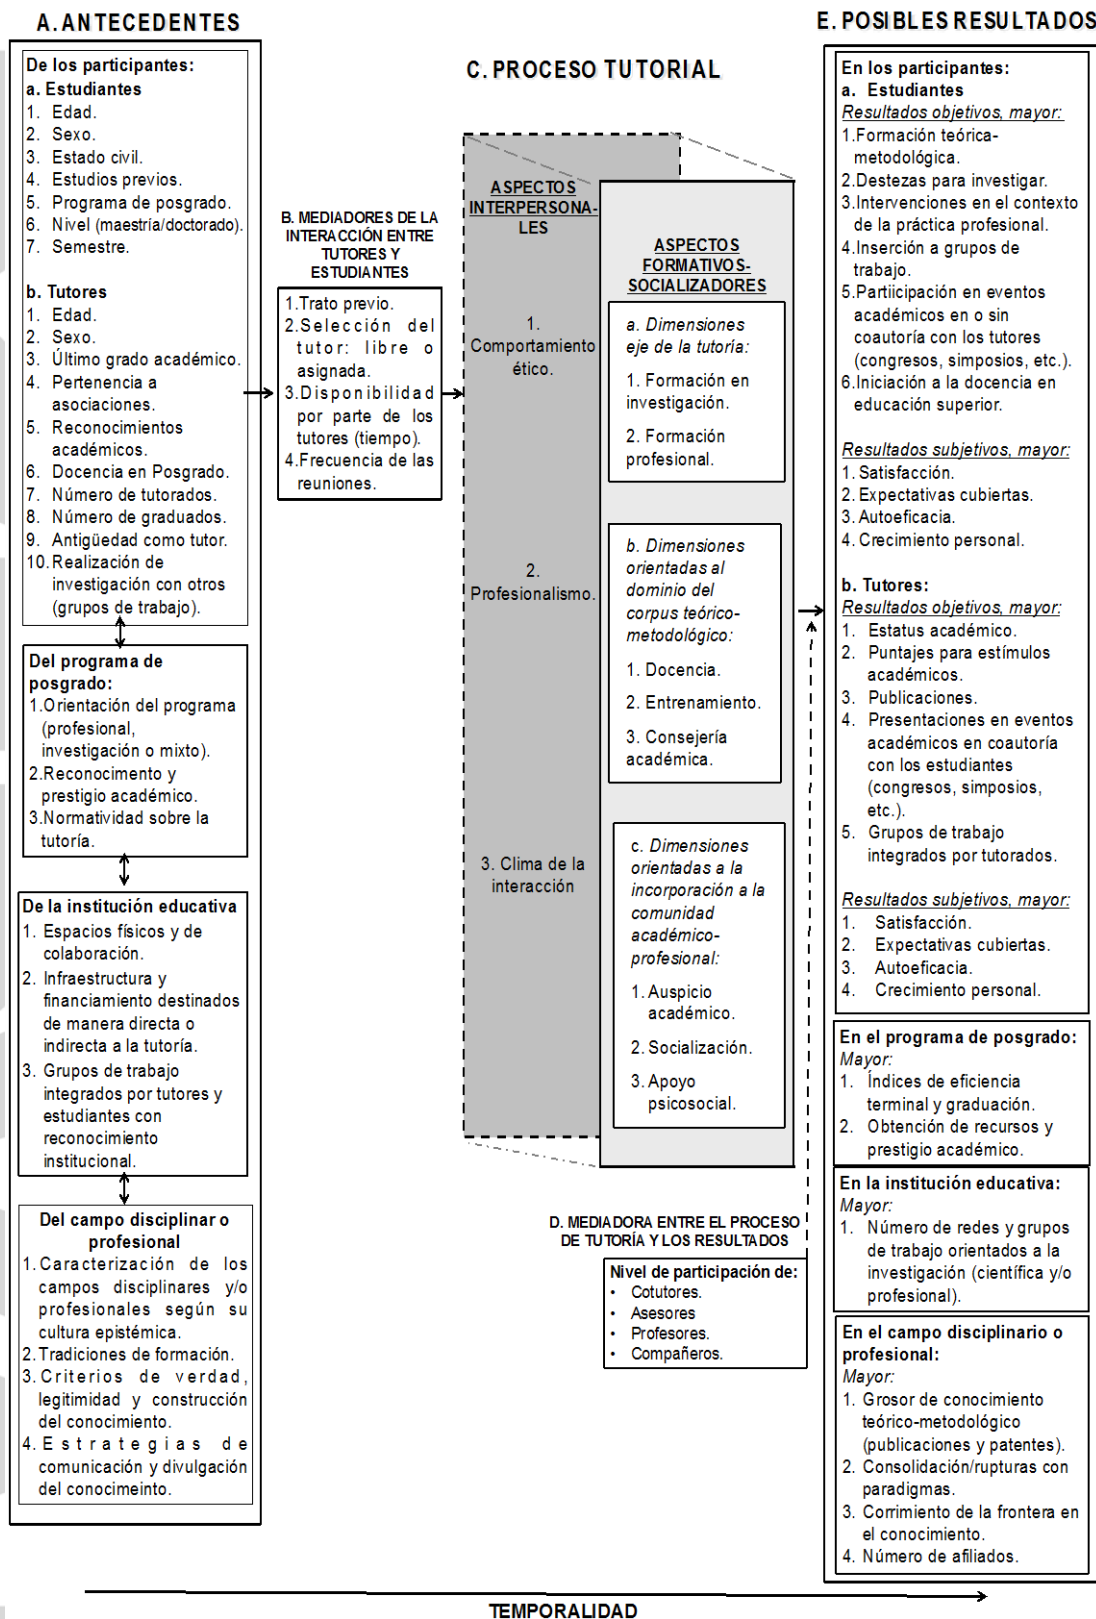 A. ANTECEDENTES
De los participantes:
a. Estudiantes
1. Edad.
2. Sexo.
3. Estado civil.
4. Estudios previos.
5. Programa de posgrado.
6. Nivel (maestría/doctorado).
7. Semestre.
b. Tutores
1. Edad.
2. Sexo.
3. Último grado académico.
4. Pertenencia a
asociaciones.
5. Reconocimientos
académicos.
6. Docencia en Posgrado.
7. Número de tutorados.
8. Número de graduados.
9. Antigüedad como tutor.
10. Realización de
investigación con otros
(grupos de trabajo).
Del programa de
posgrado:
1.Orientación del programa
(profesional,
investigación o mixto).
2.Reconocimento y
prestigio académico.
3.Normatividad sobre la
tutoría.
De la institución educativa
1. Espacios físicos y de
colaboración.
2. Infraestructura y
financiamiento destinados
de manera directa o
indirecta a la tutoría.
3. Grupos de trabajo
integrados por tutores y
estudiantes con
reconocimiento
institucional.
Del campo disciplinar o
profesional
1. Caracterización de los
campos disciplinares y/o
profesionales según su
cultura epistémica.
2. Tradiciones de formación.
3. Criterios de verdad,
legitimidad y construcción
del conocimiento.
4. Estrategias de
comunicación y divulgación
del conocimeinto.
B. MEDIADORES DE LA
INTERACCIÓN ENTRE
TUTORES Y
ESTUDIANTES
1.Trato previo.
2.Selección del
tutor: libre o
asignada.
3.Disponibilidad
por parte de los
tutores (tiempo).
4.Frecuencia de las
reuniones.
C. PROCESO TUTORIAL
ASPECTOS
INTERPERSONA-
LES
1.
Comportamiento
ético.
2.
Profesionalismo.
3. Clima de la
interacción
ASPECTOS
FORMATIVOS-
SOCIALIZADORES
a. Dimensiones
eje de la tutoría:
1. Formación en
investigación.
2. Formación
profesional.
b. Dimensiones
orientadas al
dominio del
corpus teórico-
metodológico:
1. Docencia.
2. Entrenamiento.
3. Consejería
académica.
c. Dimensiones
orientadas a la
incorporación a la
comunidad
académico-
profesional:
1. Auspicio
académico.
2. Socialización.
3. Apoyo
psicosocial.
D. MEDIADORA ENTRE EL PROCESO
DE TUTORÍA Y LOS RESULTADOS
Nivel de participación de:
• Cotutores.
• Asesores
• Profesores.
• Compañeros.
E. POSIBLES RESULTADOS
En los participantes:
a. Estudiantes
Resultados objetivos, mayor:
1.Formación teórica-
metodológica.
2.Destezas para investigar.
3.Intervenciones en el contexto
de la práctica profesional.
4.Inserción a grupos de
trabajo.
5.Partiicipación en eventos
académicos en o sin
coautoría con los tutores
(congresos, simposios, etc.).
6.Iniciación a la docencia en
educación superior.
Resultados subjetivos, mayor:
1. Satisfacción.
2. Expectativas cubiertas.
3. Autoeficacia.
4. Crecimiento personal.
b. Tutores:
Resultados objetivos, mayor:
1. Estatus académico.
2. Puntajes para estímulos
académicos.
3. Publicaciones.
4. Presentaciones en eventos
académicos en coautoría
con los estudiantes
(congresos, simposios,
etc.).
5. Grupos de trabajo
integrados por tutorados.
Resultados subjetivos, mayor:
1. Satisfacción.
2. Expectativas cubiertas.
3. Autoeficacia.
4. Crecimiento personal.
En el programa de posgrado:
Mayor:
1. Índices de eficiencia
terminal y graduación.
2. Obtención de recursos y
prestigio académico.
En la institución educativa:
Mayor:
1. Número de redes y grupos
de trabajo orientados a la
investigación (científica y/o
profesional).
En el campo disciplinario o
profesional:
Mayor:
1. Grosor de conocimiento
teórico-metodológico
(publicaciones y patentes).
2. Consolidación/rupturas con
paradigmas.
3. Corrimiento de la frontera en
el conocimiento.
4. Número de afiliados.
TEMPORALIDAD